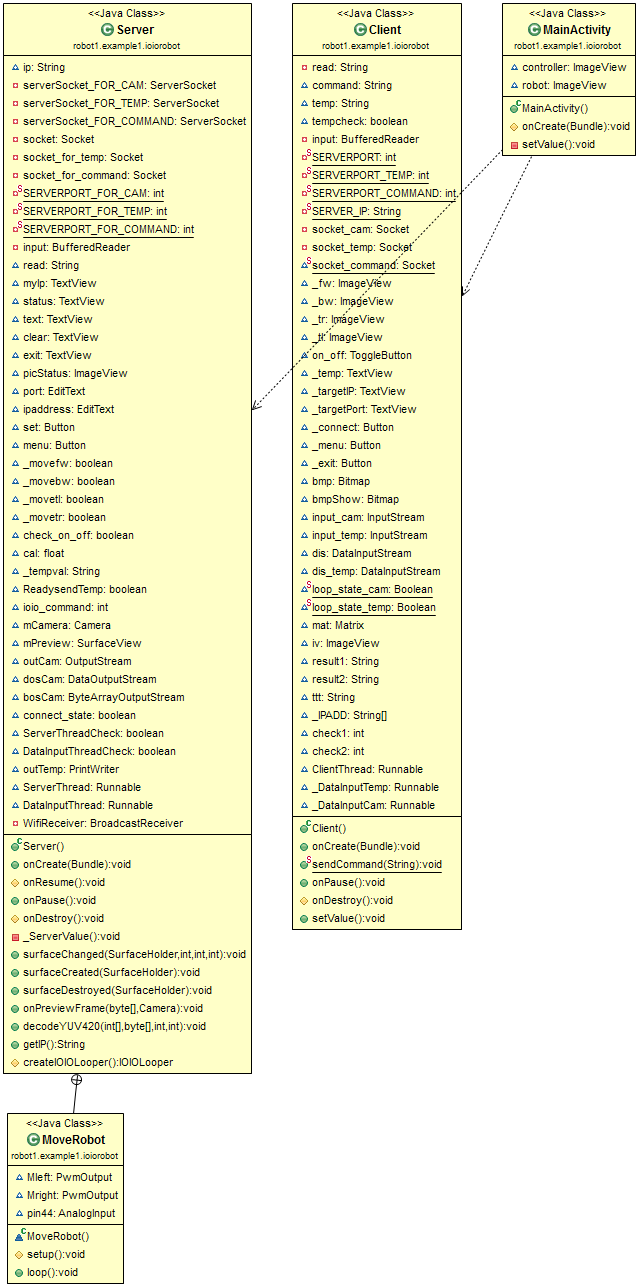 <<Java Class>>
Server
robot1.example1.ioiorobot
ip: String
serverSocket_FOR_CAM: ServerSocket
serverSocket_FOR_TEMP: ServerSocket
serverSocket_FOR_COMMAND: ServerSocket
socket: Socket
socket_for_temp: Socket
socket_for_command: Socket
SERVERPORT_FOR_CAM: int
SERVERPORT_FOR_TEMP: int
SERVERPORT_FOR_COMMAND: int
input: BufferedReader
read: String
myIp: TextView
status: TextView
text: TextView
clear: TextView
exit: TextView
picStatus: ImageView
port: EditText
ipaddress: EditText
set: Button
menu: Button
_movefw: boolean
_movebw: boolean
_movetl: boolean
_movetr: boolean
check_on_off: boolean
cal: float
_tempval: String
ReadysendTemp: boolean
ioio_command: int
mCamera: Camera
mPreview: SurfaceView
outCam: OutputStream
dosCam: DataOutputStream
bosCam: ByteArrayOutputStream
connect_state: boolean
ServerThreadCheck: boolean
DataInputThreadCheck: boolean
outTemp: PrintWriter
ServerThread: Runnable
DataInputThread: Runnable
WifiReceiver: BroadcastReceiver
Server()
onCreate(Bundle):void
onResume():void
onPause():void
onDestroy():void
_ServerValue():void
surfaceChanged(SurfaceHolder,int,int,int):void
surfaceCreated(SurfaceHolder):void
surfaceDestroyed(SurfaceHolder):void
onPreviewFrame(byte[],Camera):void
decodeYUV420(int[],byte[],int,int):void
getIP():String
createIOIOLooper():IOIOLooper
<<Java Class>>
Client
robot1.example1.ioiorobot
read: String
command: String
temp: String
tempcheck: boolean
input: BufferedReader
SERVERPORT: int
SERVERPORT_TEMP: int
SERVERPORT_COMMAND: int
SERVER_IP: String
socket_cam: Socket
socket_temp: Socket
socket_command: Socket
_fw: ImageView
_bw: ImageView
_tr: ImageView
_tl: ImageView
on_off: ToggleButton
_temp: TextView
_targetIP: TextView
_targetPort: TextView
_connect: Button
_menu: Button
_exit: Button
bmp: Bitmap
bmpShow: Bitmap
input_cam: InputStream
input_temp: InputStream
dis: DataInputStream
dis_temp: DataInputStream
loop_state_cam: Boolean
loop_state_temp: Boolean
mat: Matrix
iv: ImageView
result1: String
result2: String
ttt: String
_IPADD: String[]
check1: int
check2: int
ClientThread: Runnable
_DataInputTemp: Runnable
_DataInputCam: Runnable
Client()
onCreate(Bundle):void
sendCommand(String):void
onPause():void
onDestroy():void
setValue():void
<<Java Class>>
MainActivity
robot1.example1.ioiorobot
controller: ImageView
robot: ImageView
MainActivity()
onCreate(Bundle):void
setValue():void
<<Java Class>>
MoveRobot
robot1.example1.ioiorobot
Mleft: PwmOutput
Mright: PwmOutput
pin44: AnalogInput
MoveRobot()
setup():void
loop():void